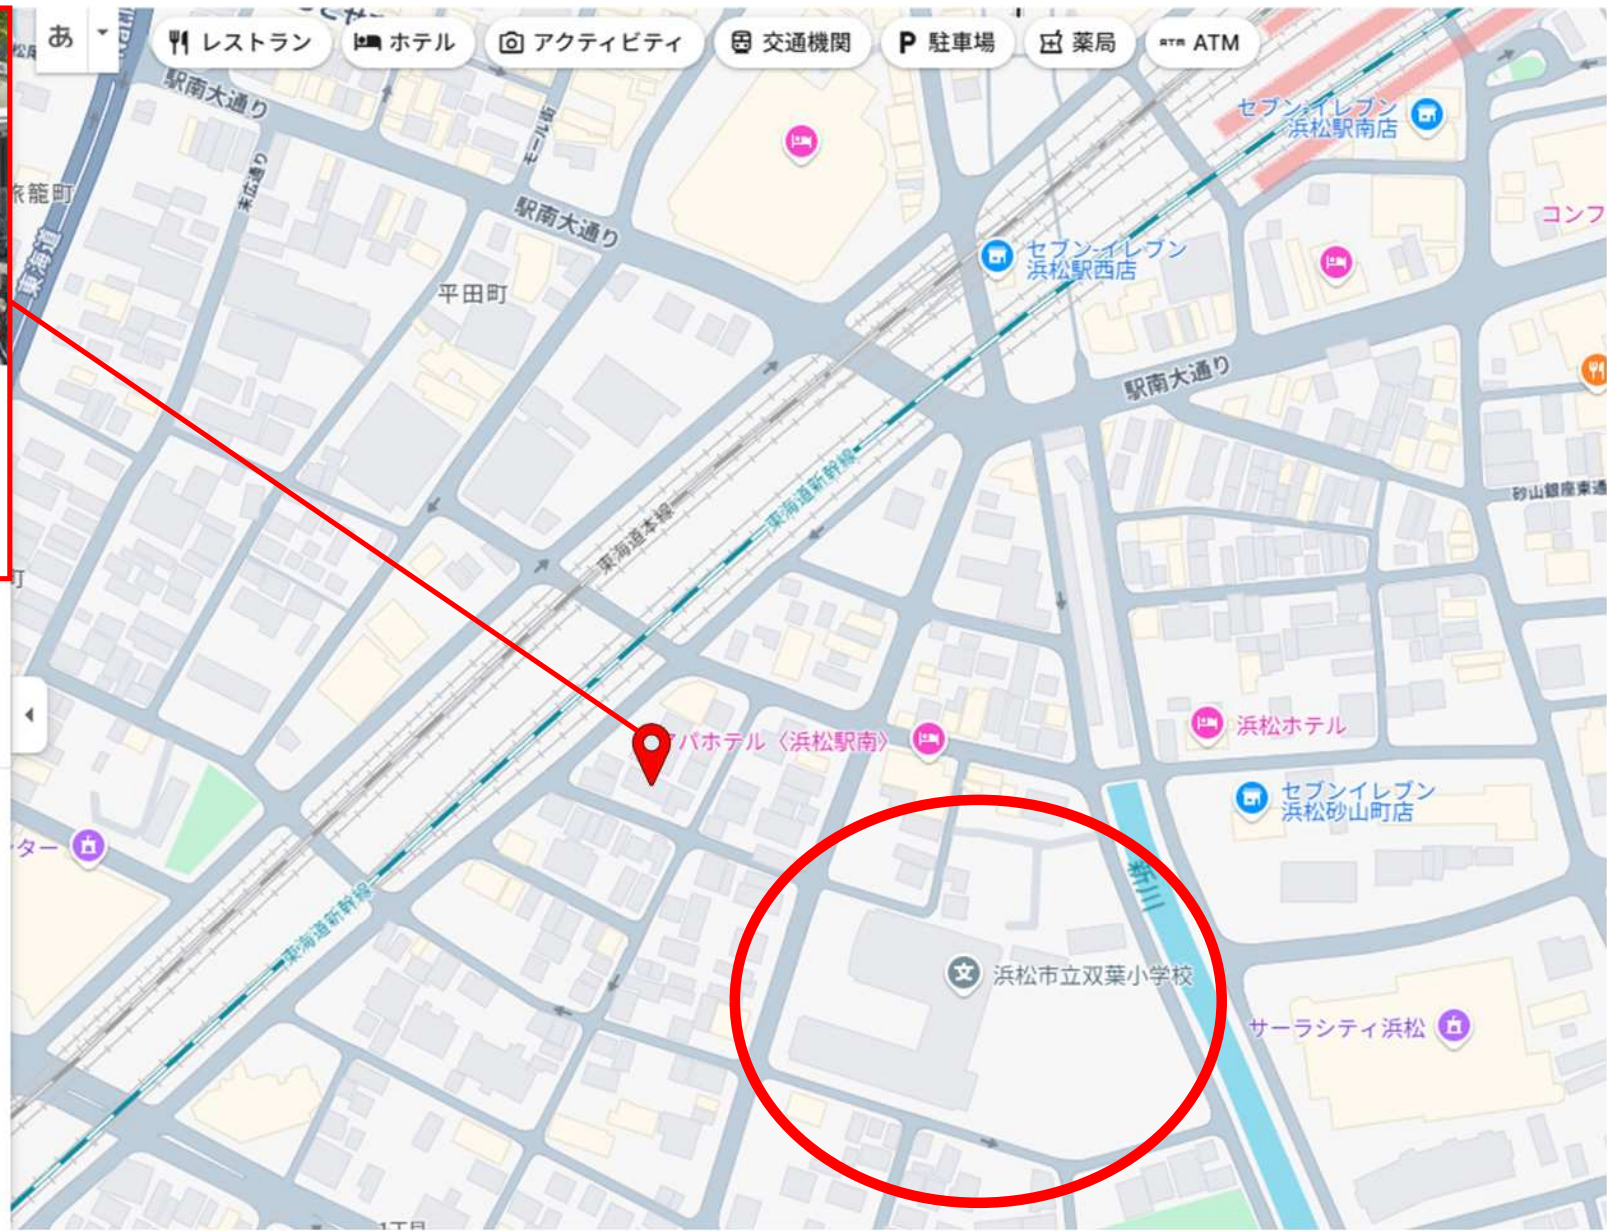 あ
レストラン
ホテル
アクティビティ
交通機関
P 駐車場
薬局
ATM ATM
駅南大通り
モール街
セブン-イレブン
浜松駅南店
末広通り
旅籠町
駅南大通り
コンフ
東海道
セブン-イレブン
浜松駅西店
平田町
駅南大通り
東海道新幹線
砂山銀座東通
東海道本線
町
アパホテル〈浜松駅南〉
浜松ホテル
セブンイレブン
浜松砂山町店
ター
新川
東海道新幹線
文 浜松市立双葉小学校
サーラシティ浜松
1丁目